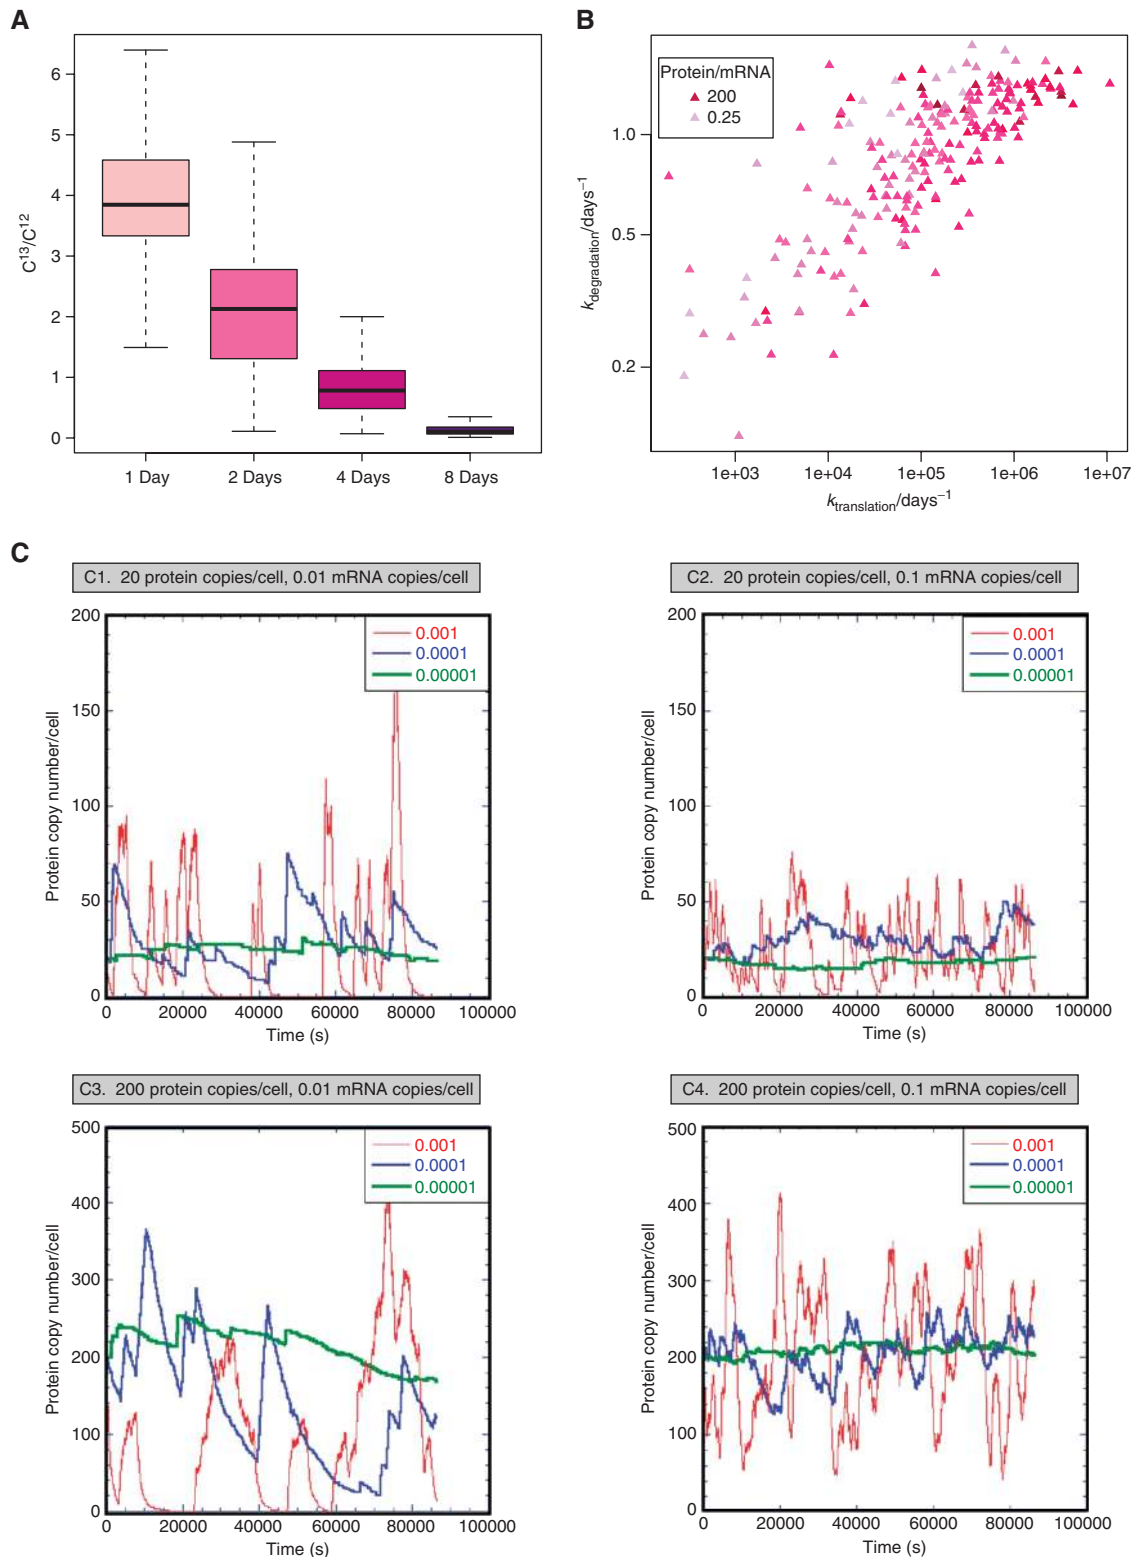 A
B
6
5
4
3
2
1
0
C13/C12
1 Day
2 Days
4 Days
8 Days
Protein/mRNA
200
0.25
1.0
0.5
0.2
kdegradation/days−1
1e+03
1e+04
1e+05
1e+06
1e+07
ktranslation/days−1
C
C1. 20 protein copies/cell, 0.01 mRNA copies/cell
200
150
100
50
0
Protein copy number/cell
0.001
0.0001
0.00001
0
20000
40000
60000
80000
100000
Time (s)
C2. 20 protein copies/cell, 0.1 mRNA copies/cell
200
150
100
50
0
Protein copy number/cell
0.001
0.0001
0.00001
0
20000
40000
60000
80000
100000
Time (s)
C3. 200 protein copies/cell, 0.01 mRNA copies/cell
500
400
300
200
100
0
Protein copy number/cell
0.001
0.0001
0.00001
0
20000
40000
60000
80000
100000
Time (s)
C4. 200 protein copies/cell, 0.1 mRNA copies/cell
500
400
300
200
100
0
Protein copy number/cell
0.001
0.0001
0.00001
0
20000
40000
60000
80000
100000
Time (s)